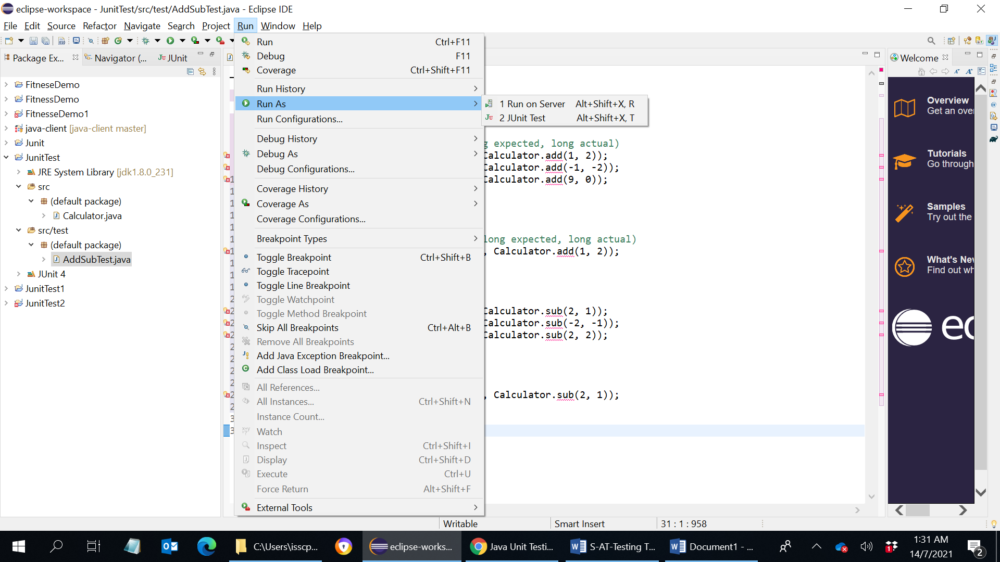 eclipse-workspace - JunitTest/src/test/AddSubTest.java - Eclipse IDE
File Edit Source Refactor Navigate Search Project Run Window Help
Package Ex... Navigator (... JUnit
FitneseDemo
FitnessDemo
FitnesseDemo1
java-client [java-client master]
Junit
JunitTest
JRE System Library [jdk1.8.0_231]
src
(default package)
Calculator.java
src/test
(default package)
AddSubTest.java
JUnit 4
JunitTest1
JunitTest2
Run Ctrl+F11
Debug F11
Coverage Ctrl+Shift+F11
Run History
Run As
Run Configurations...
Debug History
Debug As
Debug Configurations...
Coverage History
Coverage As
Coverage Configurations...
Breakpoint Types
Toggle Breakpoint Ctrl+Shift+B
Toggle Tracepoint
Toggle Line Breakpoint
Toggle Watchpoint
Toggle Method Breakpoint
Skip All Breakpoints Ctrl+Alt+B
Remove All Breakpoints
Add Java Exception Breakpoint...
Add Class Load Breakpoint...
All References...
All Instances... Ctrl+Shift+N
Instance Count...
Watch
Inspect Ctrl+Shift+I
Display Ctrl+Shift+D
Execute Ctrl+U
Force Return Alt+Shift+F
External Tools
1 Run on Server Alt+Shift+X, R
2 JUnit Test Alt+Shift+X, T
g expected, long actual)
Calculator.add(1, 2));
Calculator.add(-1, -2));
Calculator.add(9, 0));
long expected, long actual)
, Calculator.add(1, 2));
Calculator.sub(2, 1));
Calculator.sub(-2, -1));
Calculator.sub(2, 2));
, Calculator.sub(2, 1));
Welcome
Overview
Get an over
Tutorials
Go through
Samples
Try out the
What's New
Find out wh
ec
Writable Smart Insert 31 : 1 : 958
C:\Users\isscp... eclipse-works... Java Unit Testi... S-AT-Testing T... Document1 - ...
1:31 AM
14/7/2021
1
2